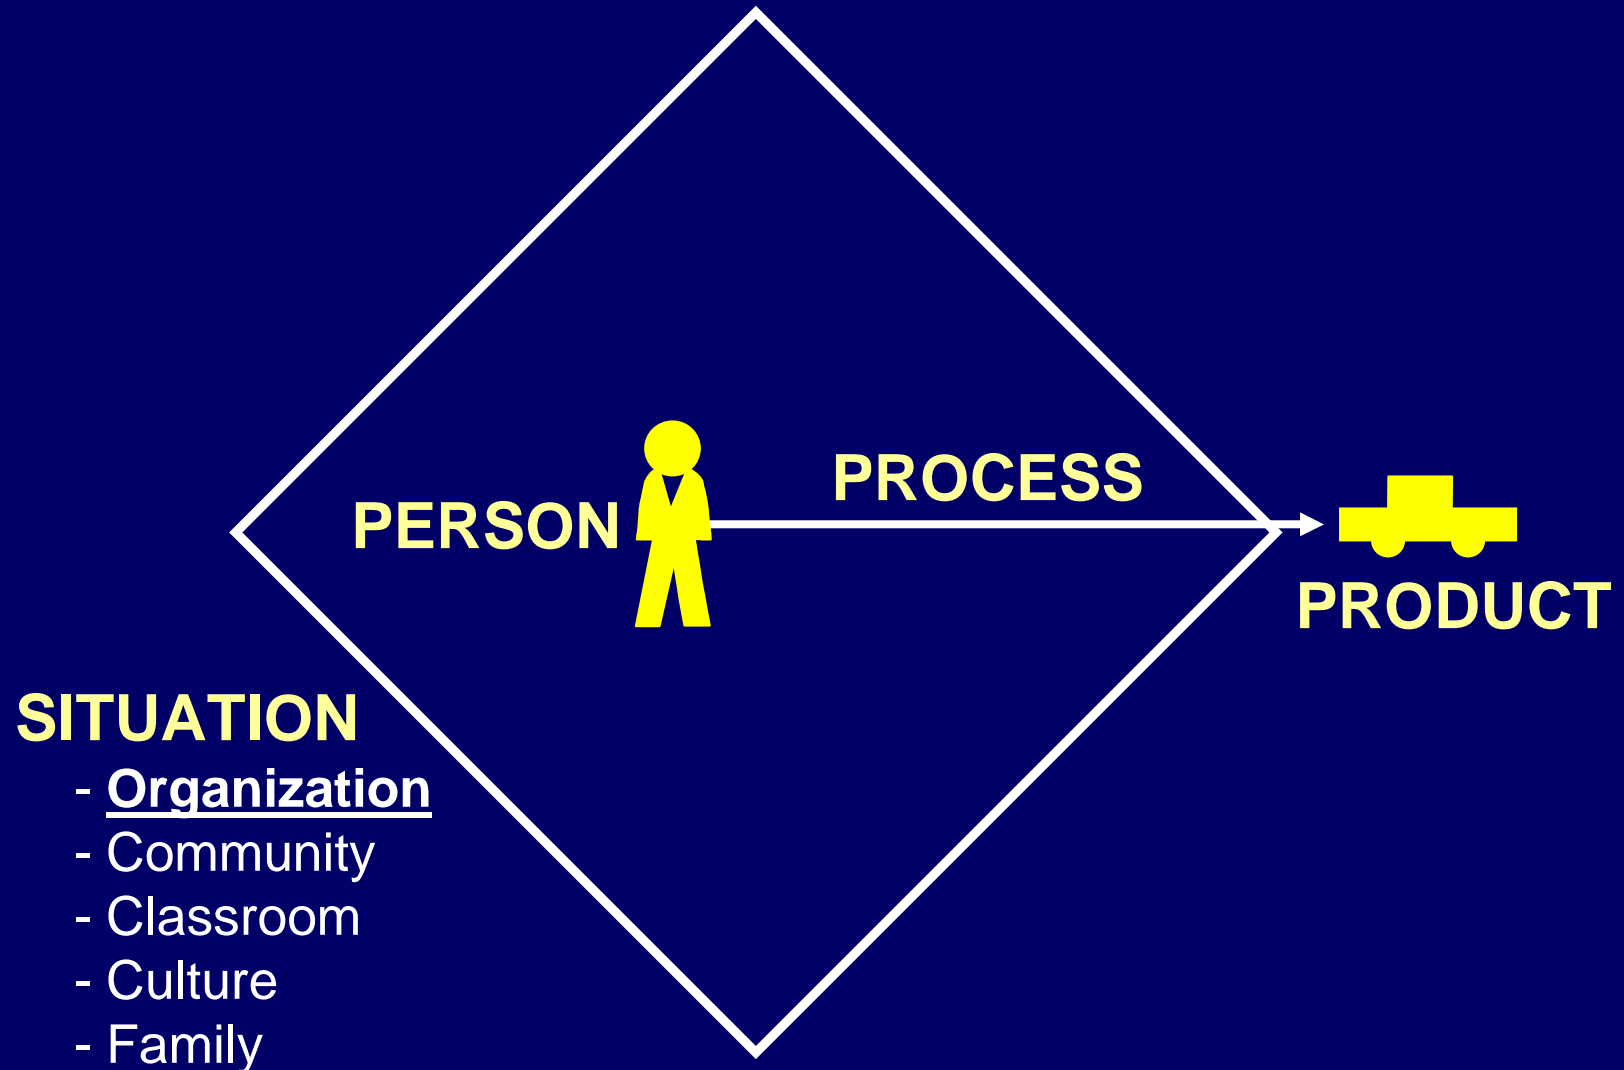 PROCESS
PERSON
PRODUCT
SITUATION
- Organization
- Community
- Classroom
- Culture
- Family